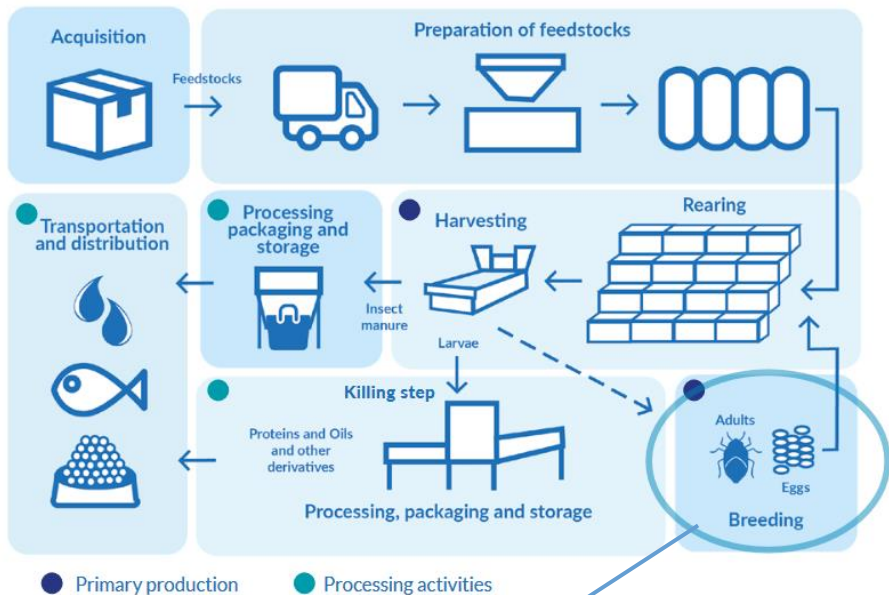 Acquisition
Feedstocks
Preparation of feedstocks
Transportation
and distribution
Processing
packaging and
storage
Harvesting
Rearing
Insect
manure
Larvae
Killing step
Proteins and Oils
and other
derivatives
Processing, packaging and storage
Adults
Eggs
Breeding
Primary production
Processing activities